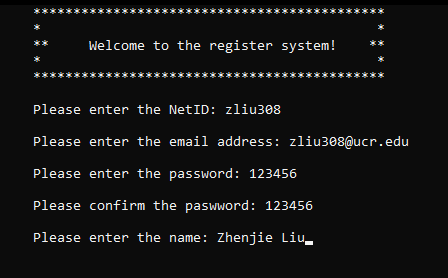 ********************************************
*                                          *
**     Welcome to the register system!    **
*                                          *
********************************************
Please enter the NetID: zliu308
Please enter the email address: zliu308@ucr.edu
Please enter the password: 123456
Please confirm the paswword: 123456
Please enter the name: Zhenjie Liu